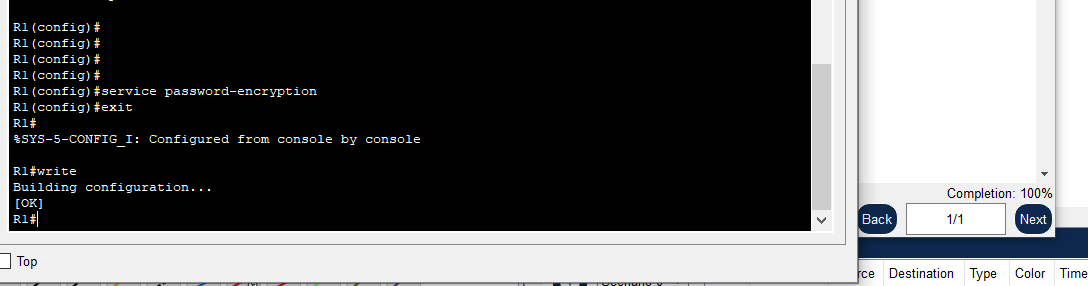 R1(config)#
R1(config)#
R1(config)#
R1(config)#
R1(config)#service password-encryption
R1(config)#exit
R1#
%SYS-5-CONFIG_I: Configured from console by console
R1#write
Building configuration...
[OK]
R1#
Completion: 100%
Back 1/1 Next
Top
rce Destination Type Color Time